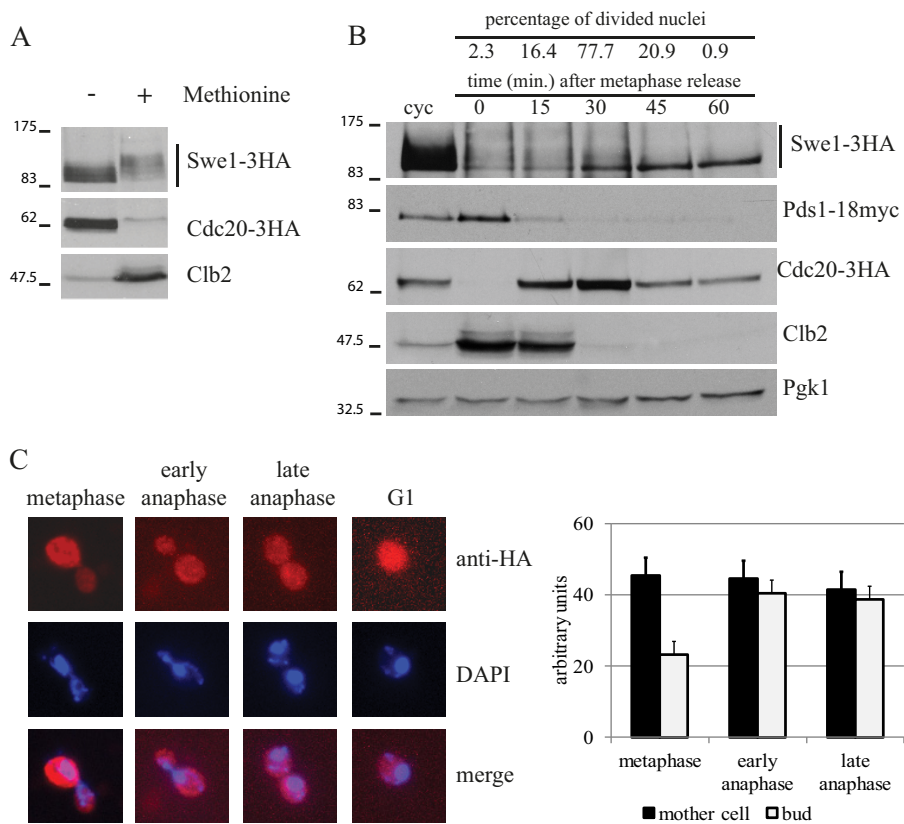 A
- + Methionine
175
83
Swe1-3HA
62
Cdc20-3HA
47.5
Clb2
B
percentage of divided nuclei
2.3 16.4 77.7 20.9 0.9
time (min.) after metaphase release
cyc 0 15 30 45 60
175
83
Swe1-3HA
83
Pds1-18myc
62
Cdc20-3HA
47.5
Clb2
32.5
Pgk1
C
metaphase
early anaphase
late anaphase
G1
anti-HA
DAPI
merge
60
40
20
0
arbitrary units
metaphase
early anaphase
late anaphase
mother cell bud